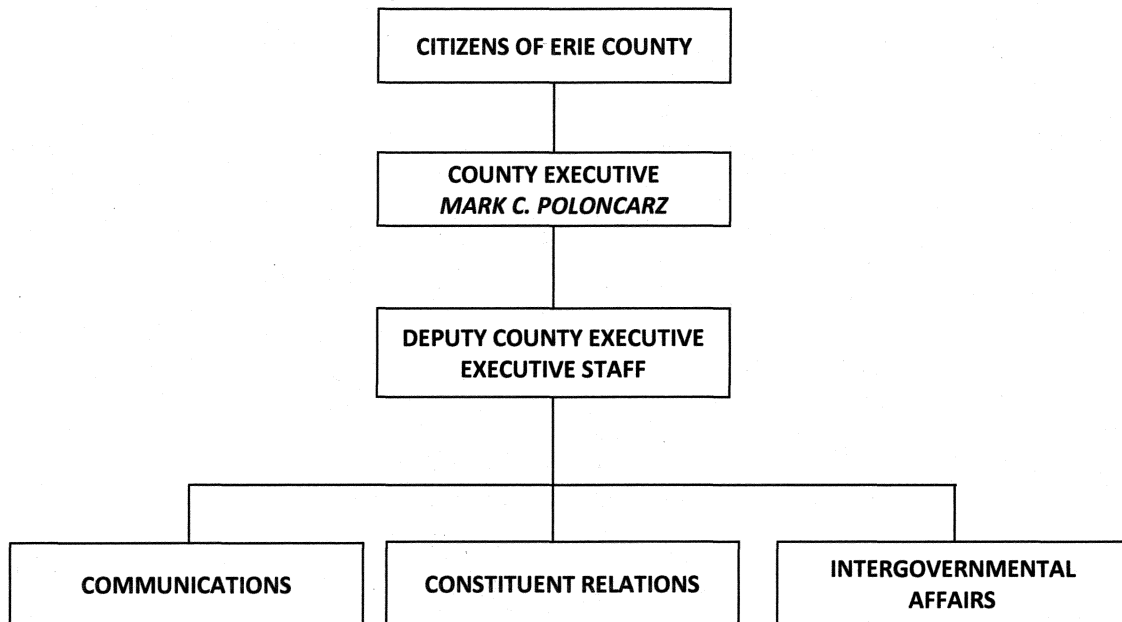 CITIZENS OF ERIE COUNTY
COUNTY EXECUTIVE
MARK C. POLONCARZ
DEPUTY COUNTY EXECUTIVE
EXECUTIVE STAFF
COMMUNICATIONS
CONSTITUENT RELATIONS
INTERGOVERNMENTAL
AFFAIRS